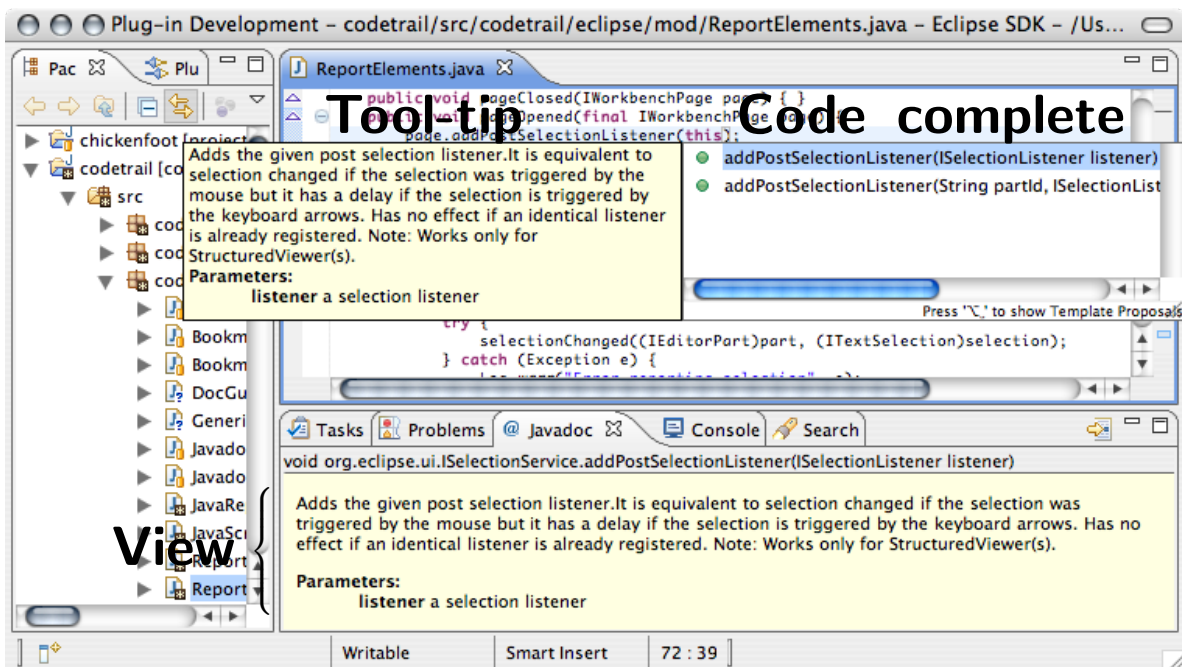 Plug-in Development – codetrail/src/codetrail/eclipse/mod/ReportElements.java – Eclipse SDK – /Us...
Pac
Plu
ReportElements.java
Tool-tip
Code complete
public void pageClosed(IWorkbenchPage page) { }
public void pageOpened(final IWorkbenchPage page) {
page.addPostSelectionListener(this);
chickenfoot [project
codetrail [co
src
cod
cod
cod
Bookm
Bookm
DocGu
Generi
Javado
Javado
JavaRe
JavaScr
Report
Report
Adds the given post selection listener.It is equivalent to
selection changed if the selection was triggered by the
mouse but it has a delay if the selection is triggered by
the keyboard arrows. Has no effect if an identical listener
is already registered. Note: Works only for
StructuredViewer(s).
Parameters:
listener a selection listener
addPostSelectionListener(ISelectionListener listener)
addPostSelectionListener(String partId, ISelectionList
Press '⌥␣' to show Template Proposals
try {
selectionChanged((IEditorPart)part, (ITextSelection)selection);
} catch (Exception e) {
Tasks
Problems
@ Javadoc
Console
Search
void org.eclipse.ui.ISelectionService.addPostSelectionListener(ISelectionListener listener)
View
Adds the given post selection listener.It is equivalent to selection changed if the selection was
triggered by the mouse but it has a delay if the selection is triggered by the keyboard arrows. Has no
effect if an identical listener is already registered. Note: Works only for StructuredViewer(s).
Parameters:
listener a selection listener
Writable
Smart Insert
72 : 39